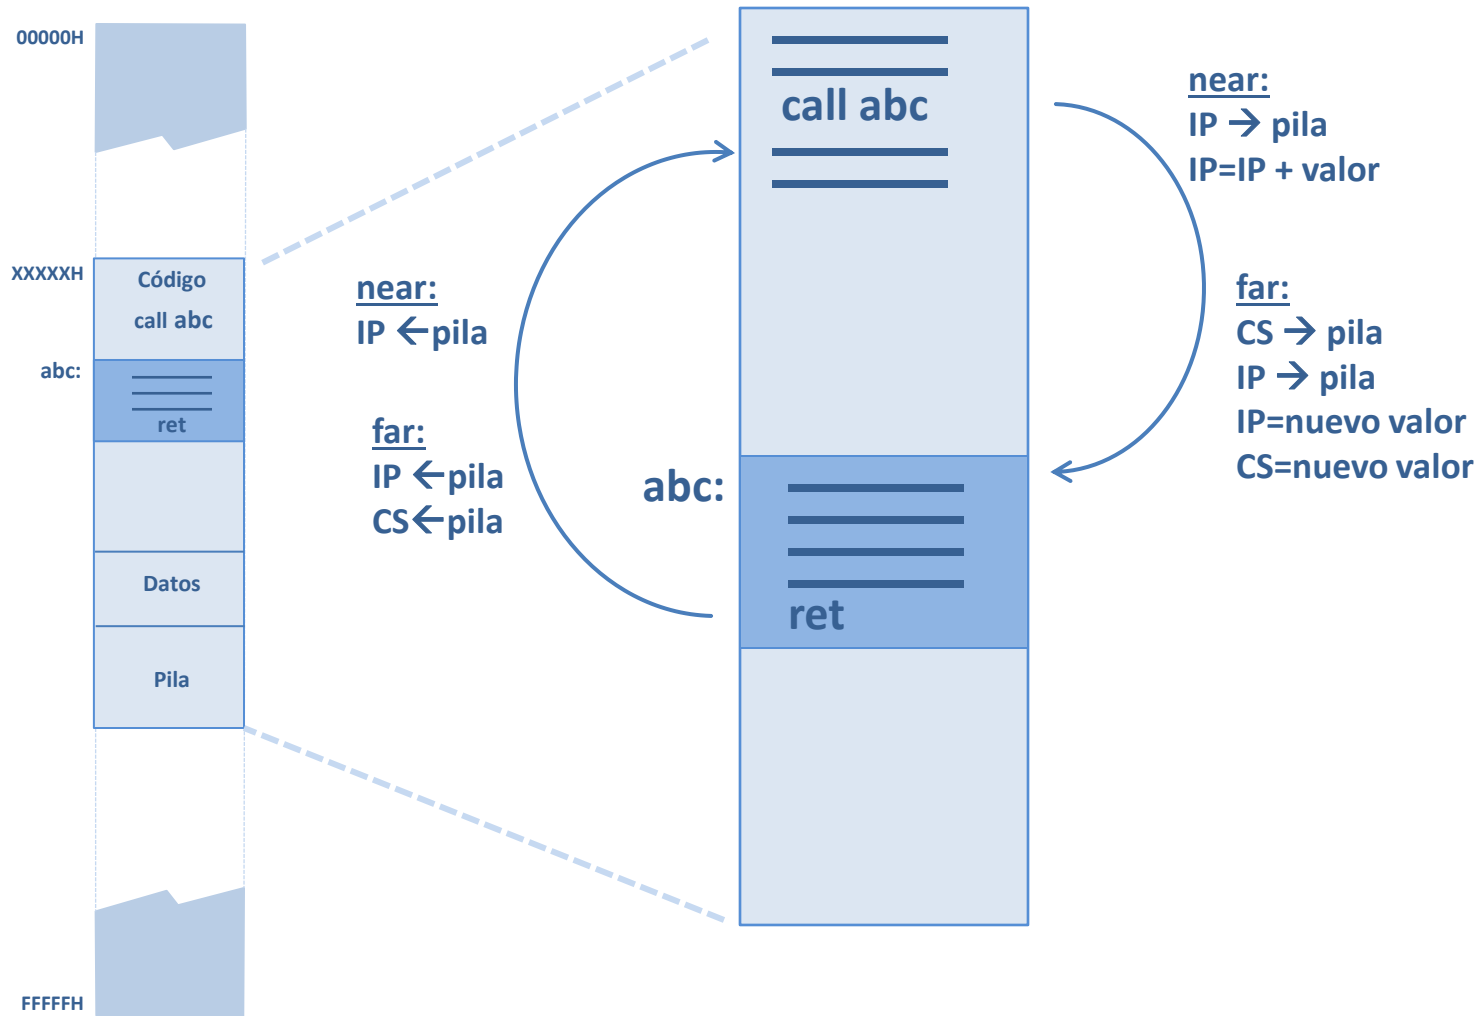 00000H
XXXXXH
Código
call abc
abc:
ret
Datos
Pila
FFFFFH
near:
IP ←pila
far:
IP ←pila
CS←pila
call abc
abc:
ret
near:
IP → pila
IP=IP + valor
far:
CS → pila
IP → pila
IP=nuevo valor
CS=nuevo valor